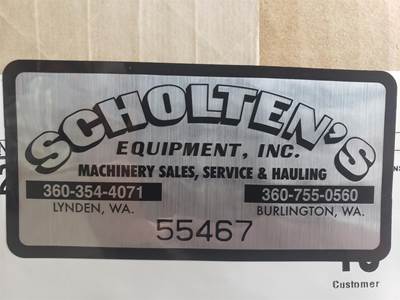 SCHOLTEN'S
EQUIPMENT, INC.
MACHINERY SALES, SERVICE & HAULING
360-354-4071 360-755-0560
LYNDEN, WA. BURLINGTON, WA.
55467
Customer